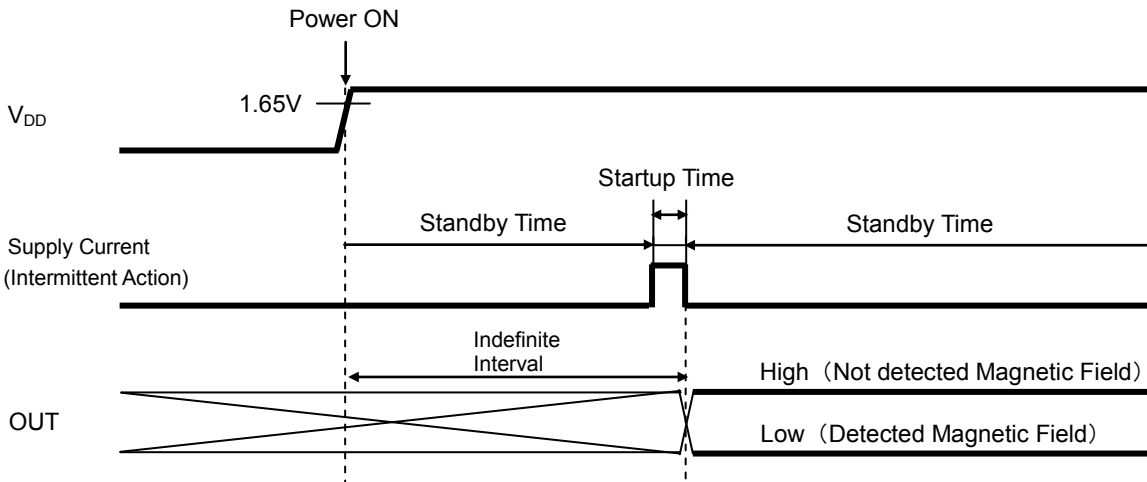 Power ON
1.65V
VDD
Startup Time
Standby Time
Standby Time
Supply Current
(Intermittent Action)
Indefinite
Interval
High（Not detected Magnetic Field）
OUT
Low（Detected Magnetic Field）